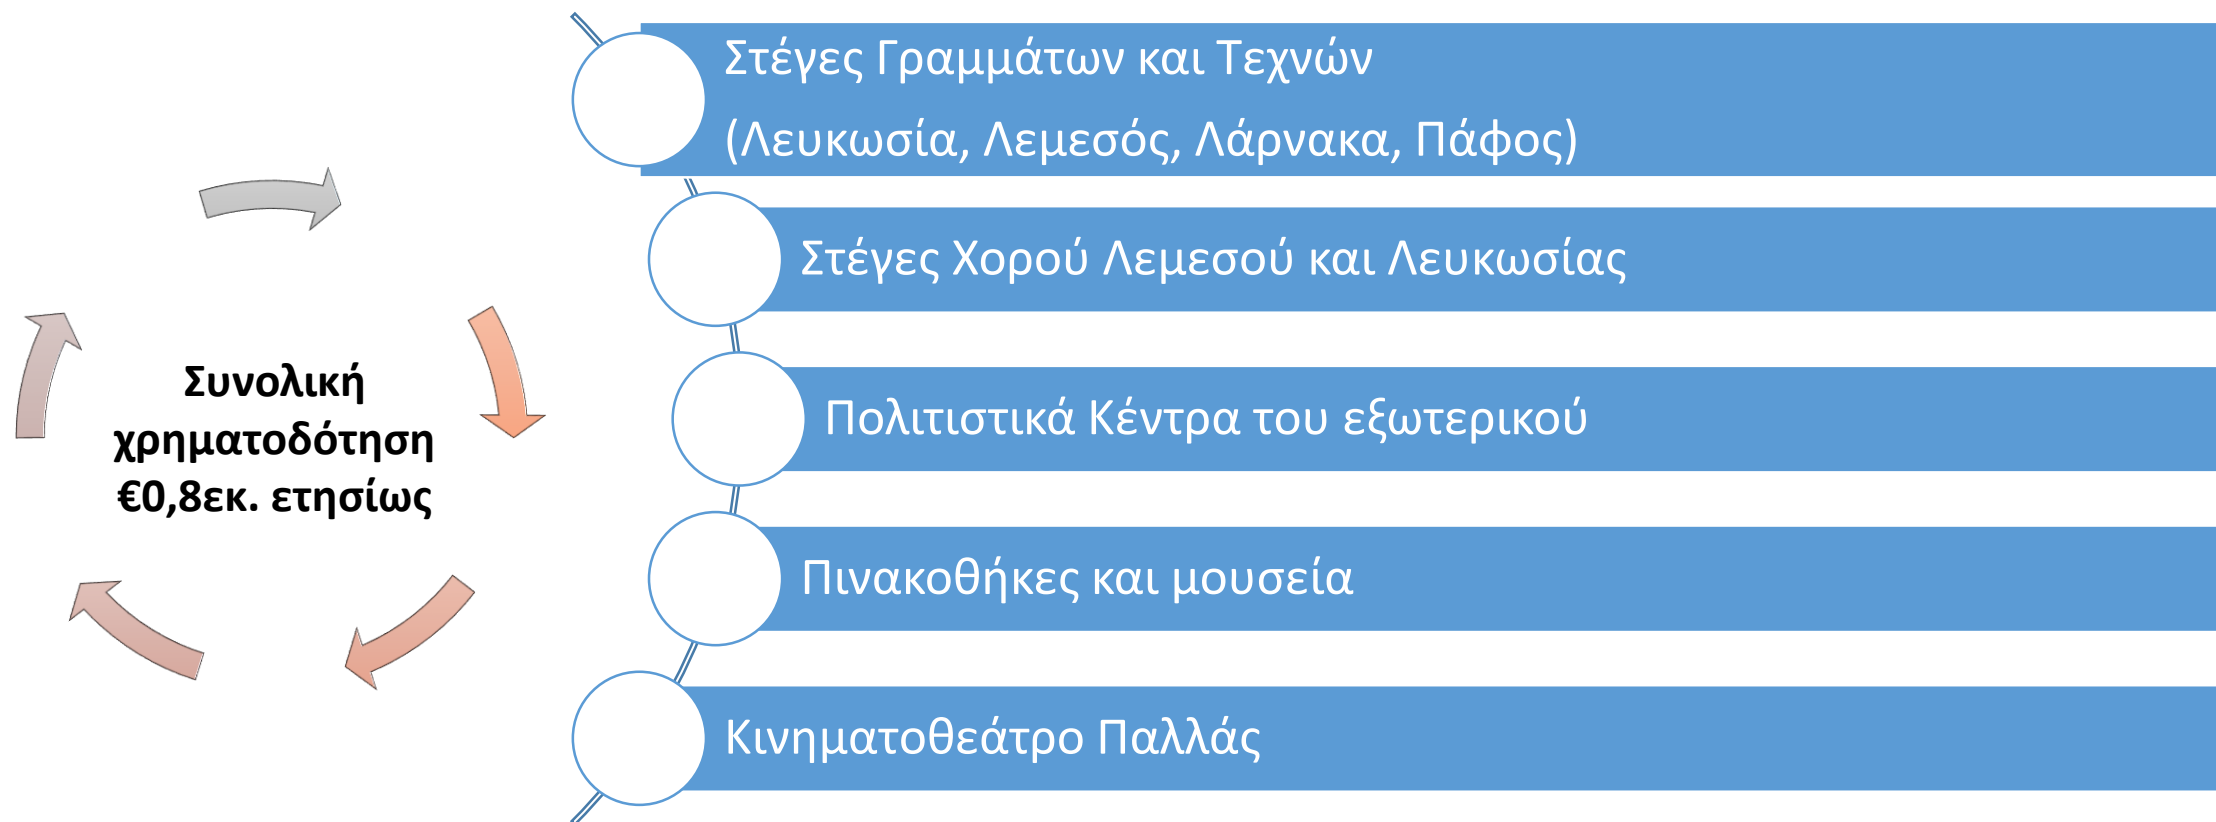 Στέγες Γραμμάτων και Τεχνών
(Λευκωσία, Λεμεσός, Λάρνακα, Πάφος)
Στέγες Χορού Λεμεσού και Λευκωσίας
Συνολική
χρηματοδότηση
€0,8εκ. ετησίως
Πολιτιστικά Κέντρα του εξωτερικού
Πινακοθήκες και μουσεία
Κινηματοθεάτρο Παλλάς